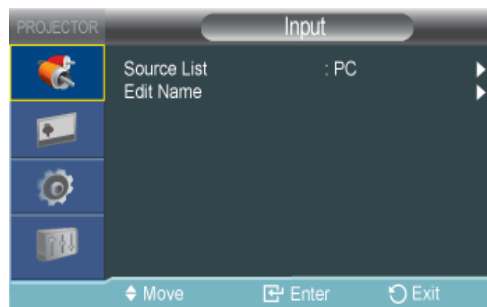 PROJECTOR Input
Source List : PC
Edit Name
Move Enter Exit